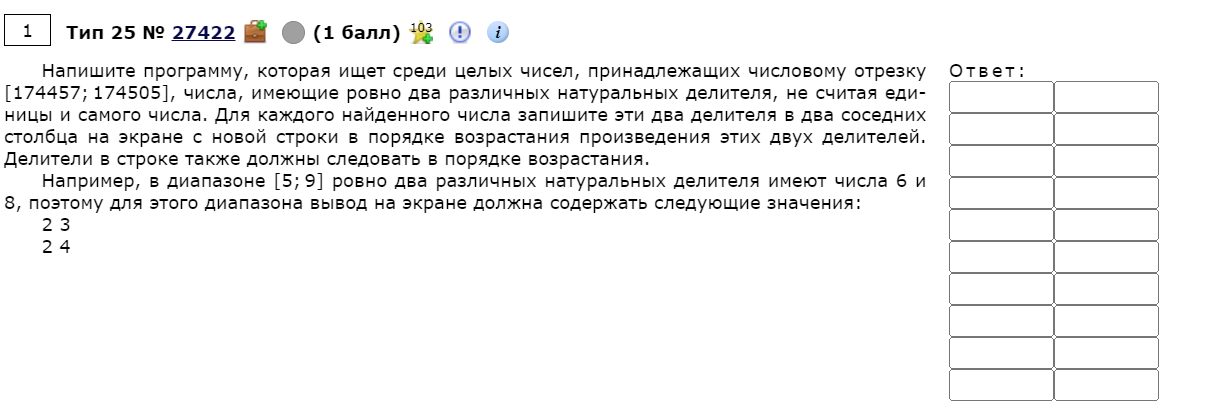 1 Тип 25 № 27422 (1 балл) 103 i
Напишите программу, которая ищет среди целых чисел, принадлежащих числовому отрезку
Ответ:
[174457; 174505], числа, имеющие ровно два различных натуральных делителя, не считая еди-
ницы и самого числа. Для каждого найденного числа запишите эти два делителя в два соседних
столбца на экране с новой строки в порядке возрастания произведения этих двух делителей.
Делители в строке также должны следовать в порядке возрастания.
Например, в диапазоне [5; 9] ровно два различных натуральных делителя имеют числа 6 и
8, поэтому для этого диапазона вывод на экране должна содержать следующие значения:
2 3
2 4